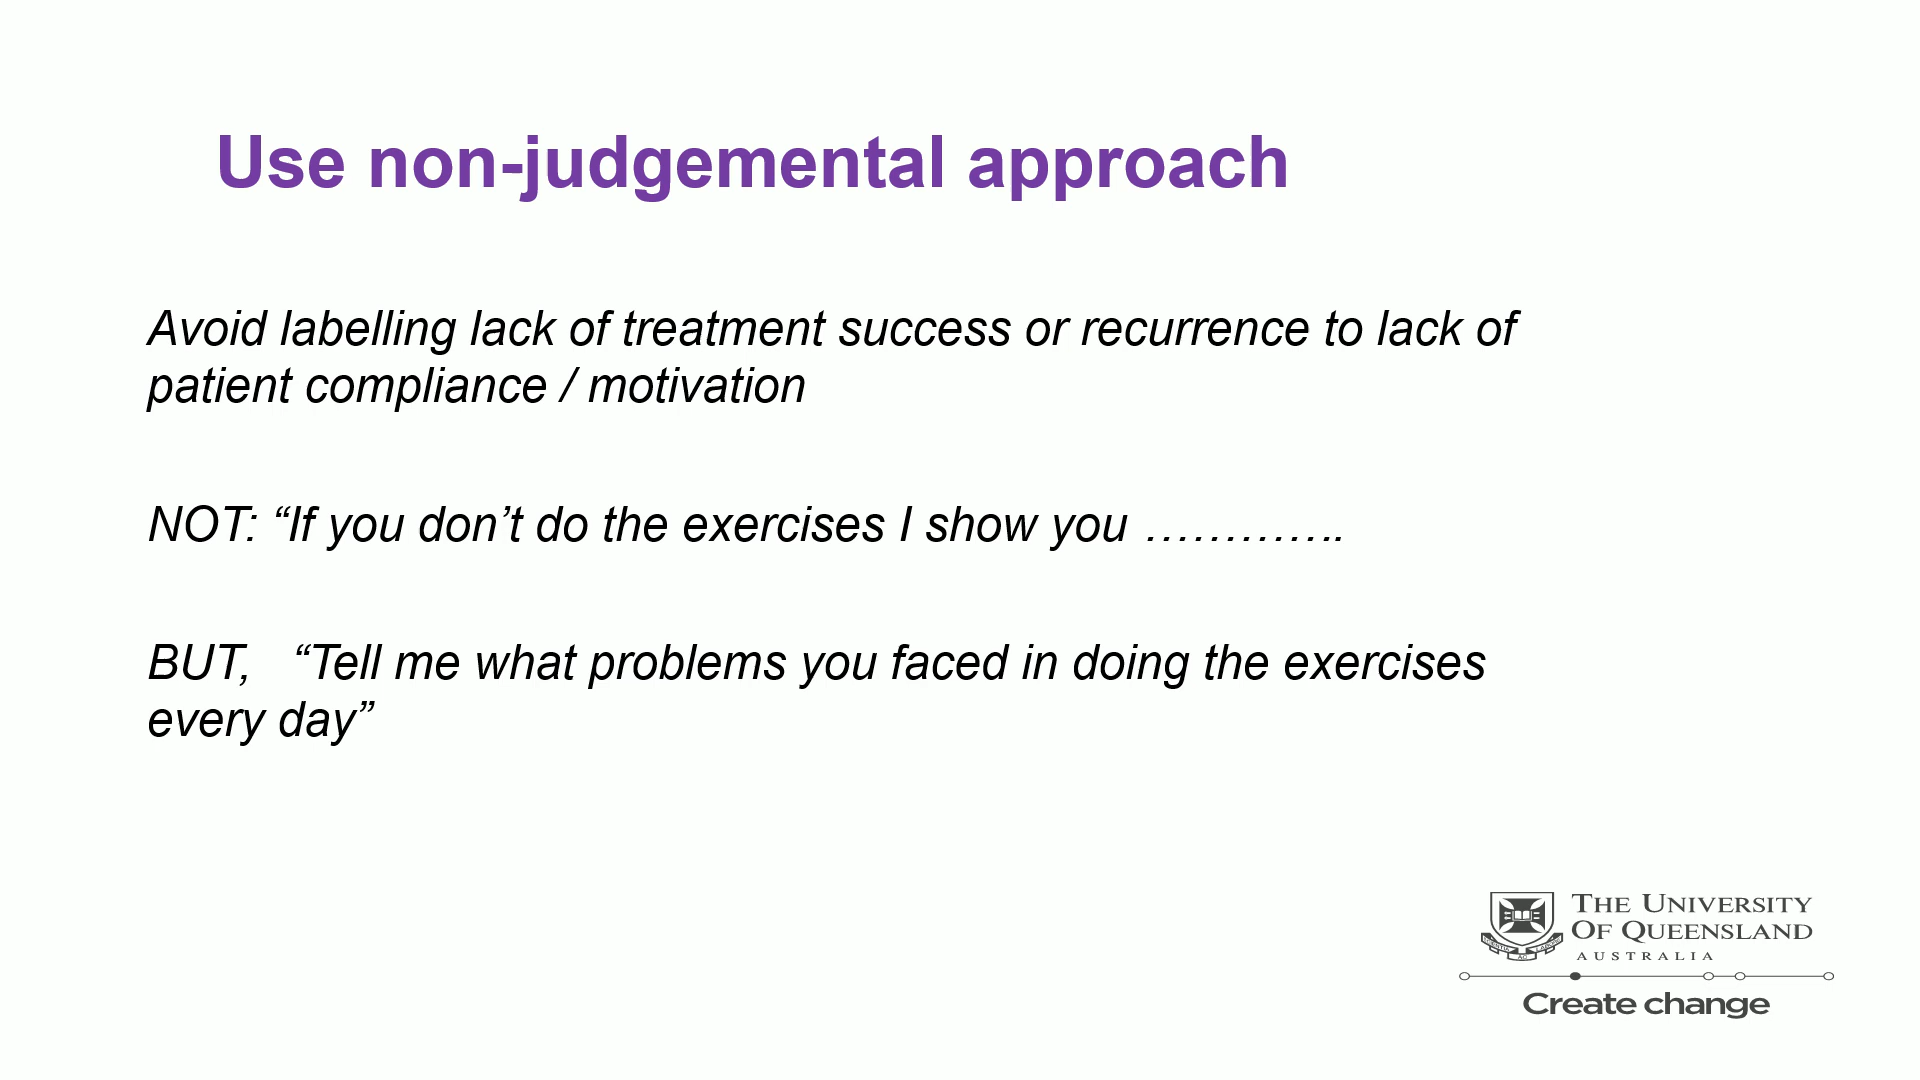 Use non-judgemental approach
Avoid labelling lack of treatment success or recurrence to lack of
patient compliance / motivation
NOT: “If you don’t do the exercises I show you ………….
BUT,   “Tell me what problems you faced in doing the exercises
every day”
THE UNIVERSITY
OF QUEENSLAND
AUSTRALIA
Create change